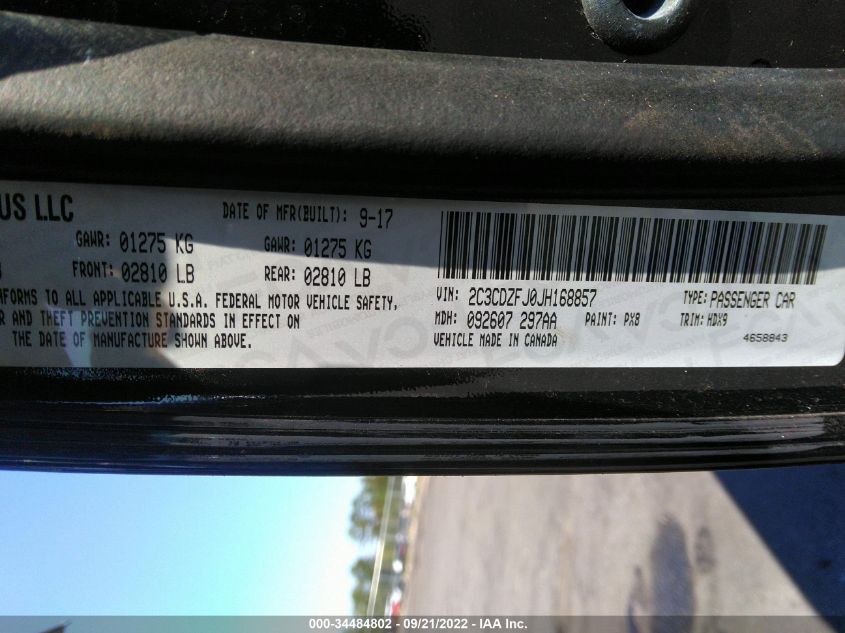 US LLC
DATE OF MFR(BUILT): 9-17
GAWR: 01275 KG GAWR: 01275 KG
FRONT: 02810 LB REAR: 02810 LB
TO ALL APPLICABLE U.S.A. FEDERAL MOTOR VEHICLE SAFETY,
AND THEFT PREVENTION STANDARDS IN EFFECT ON
THE DATE OF MANUFACTURE SHOWN ABOVE.
VIN: 2C3CDZFJ0JH168857 TYPE: PASSENGER CAR
MDH: 092607 297AA PAINT: PX8 TRIM: HDX9
VEHICLE MADE IN CANADA 4658843
000-34484802 - 09/21/2022 - IAA Inc.